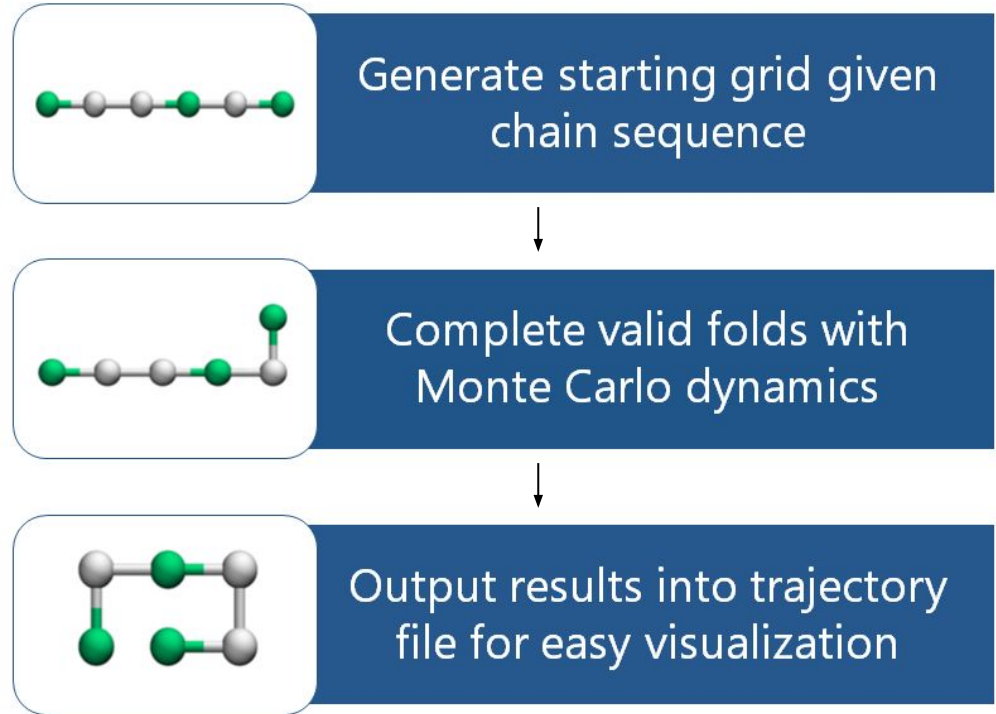 Generate starting grid given
chain sequence
Complete valid folds with
Monte Carlo dynamics
Output results into trajectory
file for easy visualization